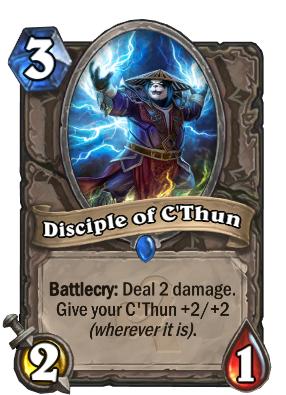 3
Disciple of C'Thun
Battlecry: Deal 2 damage.
Give your C'Thun +2/+2
(wherever it is).
2
1